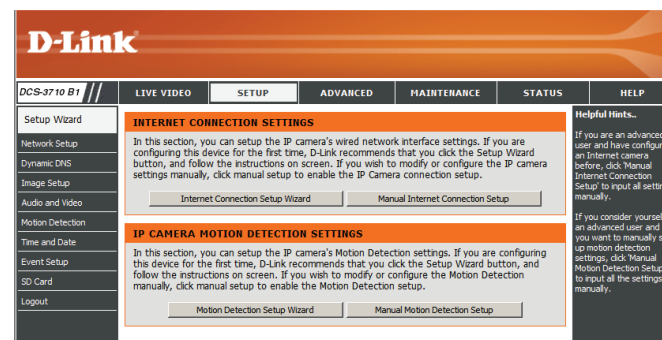 D-Link
DCS-3710 B1 // LIVE VIDEO SETUP ADVANCED MAINTENANCE STATUS HELP
Setup Wizard
Network Setup
Dynamic DNS
Image Setup
Audio and Video
Motion Detection
Time and Date
Event Setup
SD Card
Logout
INTERNET CONNECTION SETTINGS
In this section, you can setup the IP camera's wired network interface settings. If you are
configuring this device for the first time, D-Link recommends that you click the Setup Wizard
button, and follow the instructions on screen. If you wish to modify or configure the IP camera
settings manually, click manual setup to enable the IP Camera connection setup.
Internet Connection Setup Wizard Manual Internet Connection Setup
IP CAMERA MOTION DETECTION SETTINGS
In this section, you can setup the IP camera's Motion Detection settings. If you are configuring
this device for the first time, D-Link recommends that you click the Setup Wizard button, and
follow the instructions on screen. If you wish to modify or configure the Motion Detection
manually, click manual setup to enable the Motion Detection setup.
Motion Detection Setup Wizard Manual Motion Detection Setup
Helpful Hints..
If you are an advanced
user and have configur
an Internet camera
before, click 'Manual
Internet Connection
Setup' to input all settin
manually.
If you consider yoursel
an advanced user and
you want to manually s
up motion detection
settings, click 'Manual
Motion Detection Setup
to input all the settings
manually.